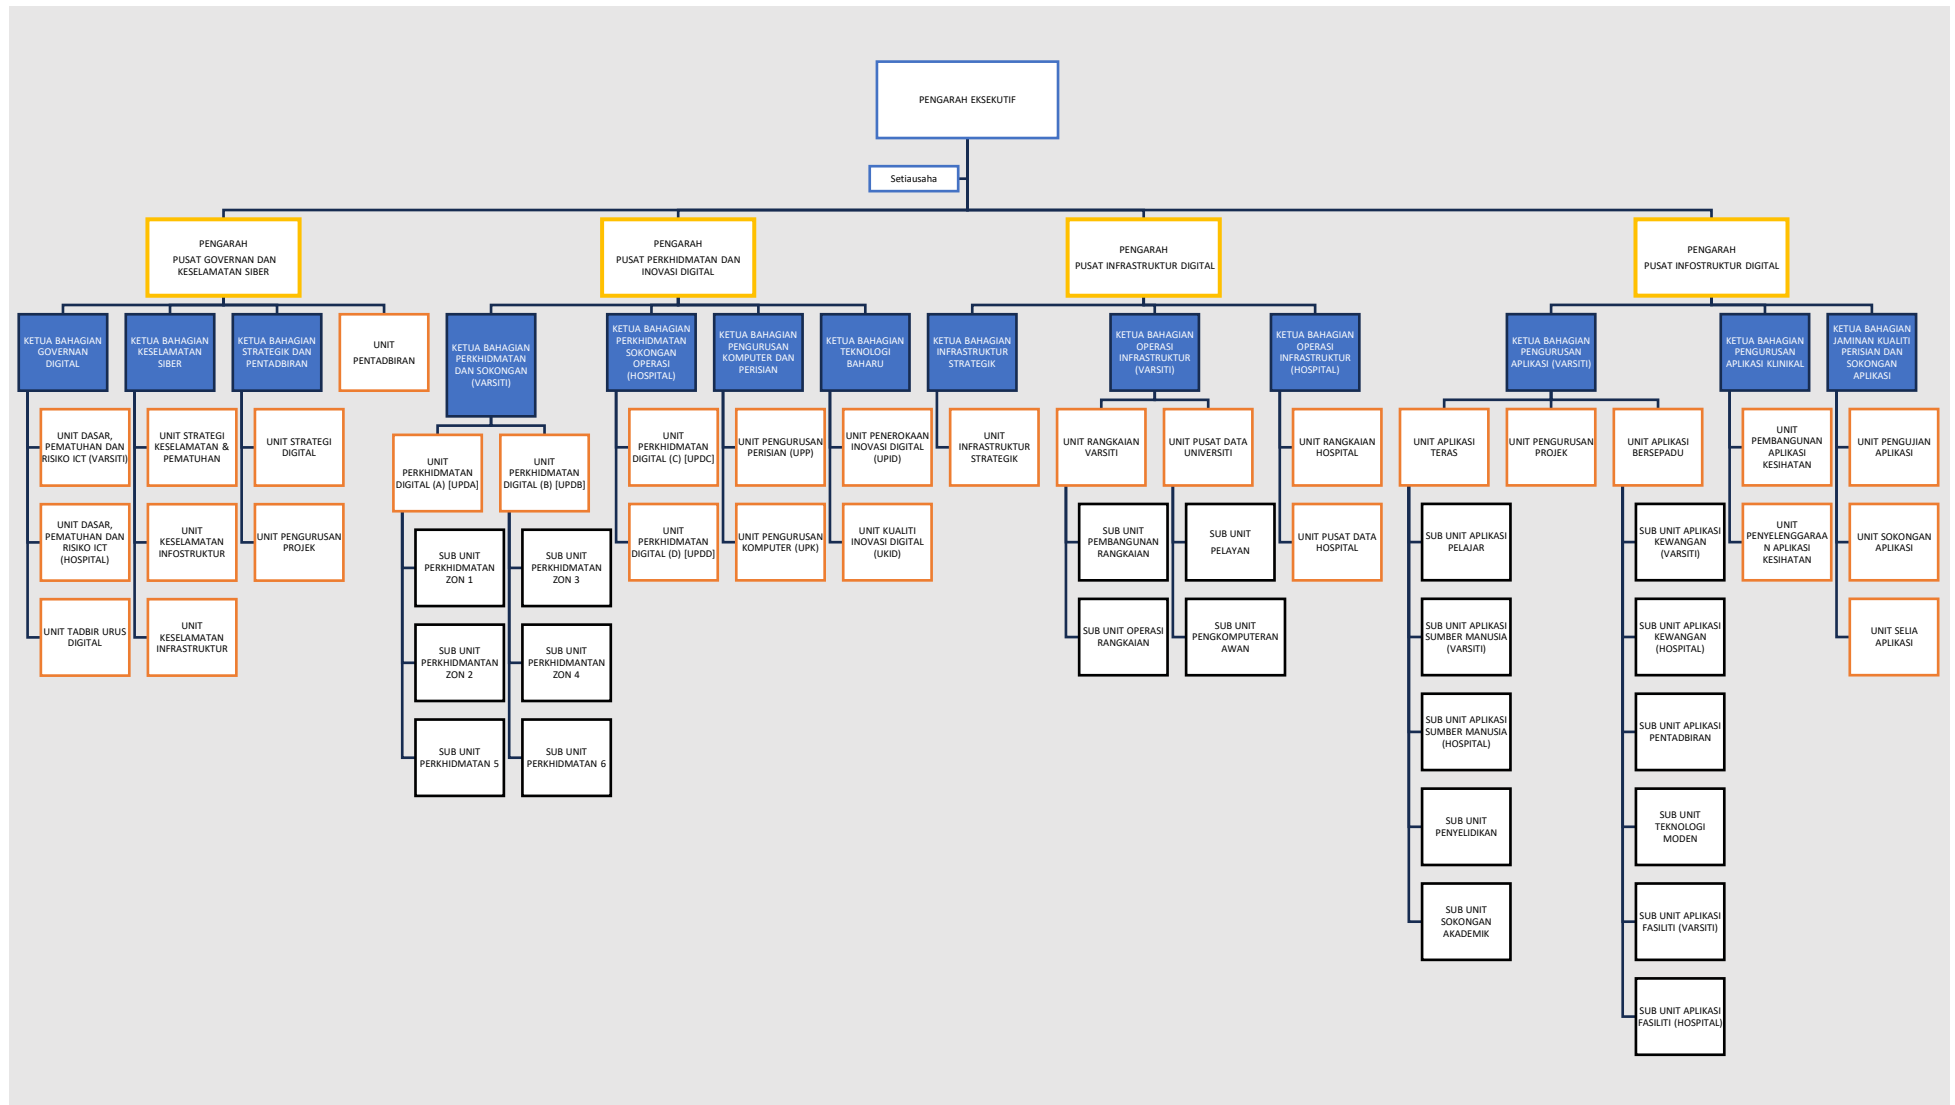 PENGARAH EKSEKUTIF
Setiausaha
PENGARAH
PUSAT GOVERNAN DAN
KESELAMATAN SIBER
PENGARAH
PUSAT PERKHIDMATAN DAN
INOVASI DIGITAL
PENGARAH
PUSAT INFRASTRUKTUR DIGITAL
PENGARAH
PUSAT INFOSTRUKTUR DIGITAL
KETUA BAHAGIAN
GOVERNAN
DIGITAL
KETUA BAHAGIAN
KESELAMATAN
SIBER
KETUA BAHAGIAN
STRATEGIK DAN
PENTADBIRAN
UNIT
PENTADBIRAN
KETUA BAHAGIAN
PERKHIDMATAN
DAN SOKONGAN
(VARSITI)
KETUA BAHAGIAN
PERKHIDMATAN
SOKONGAN
OPERASI
(HOSPITAL)
KETUA BAHAGIAN
PENGURUSAN
KOMPUTER DAN
PERISIAN
KETUA BAHAGIAN
TEKNOLOGI
BAHARU
KETUA BAHAGIAN
INFRASTRUKTUR
STRATEGIK
KETUA BAHAGIAN
OPERASI
INFRASTRUKTUR
(VARSITI)
KETUA BAHAGIAN
OPERASI
INFRASTRUKTUR
(HOSPITAL)
KETUA BAHAGIAN
PENGURUSAN
APLIKASI (VARSITI)
KETUA BAHAGIAN
PENGURUSAN
APLIKASI KLINIKAL
KETUA BAHAGIAN
JAMINAN KUALITI
PERISIAN DAN
SOKONGAN
APLIKASI
UNIT DASAR,
PEMATUHAN DAN
RISIKO ICT (VARSITI)
UNIT STRATEGI
KESELAMATAN &
PEMATUHAN
UNIT STRATEGI
DIGITAL
UNIT
PERKHIDMATAN
DIGITAL (A) [UPDA]
UNIT
PERKHIDMATAN
DIGITAL (B) [UPDB]
UNIT
PERKHIDMATAN
DIGITAL (C) [UPDC]
UNIT PENGURUSAN
PERISIAN (UPP)
UNIT PENEROKAAN
INOVASI DIGITAL
(UPID)
UNIT
INFRASTRUKTUR
STRATEGIK
UNIT RANGKAIAN
VARSITI
UNIT PUSAT DATA
UNIVERSITI
UNIT RANGKAIAN
HOSPITAL
UNIT APLIKASI
TERAS
UNIT PENGURUSAN
PROJEK
UNIT APLIKASI
BERSEPADU
UNIT
PEMBANGUNAN
APLIKASI
KESIHATAN
UNIT PENGUJIAN
APLIKASI
UNIT DASAR,
PEMATUHAN DAN
RISIKO ICT
(HOSPITAL)
UNIT
KESELAMATAN
INFOSTRUKTUR
UNIT PENGURUSAN
PROJEK
SUB UNIT
PERKHIDMATAN
ZON 1
SUB UNIT
PERKHIDMATAN
ZON 3
UNIT
PERKHIDMATAN
DIGITAL (D) [UPDD]
UNIT PENGURUSAN
KOMPUTER (UPK)
UNIT KUALITI
INOVASI DIGITAL
(UKID)
SUB UNIT
PEMBANGUNAN
RANGKAIAN
SUB UNIT
PELAYAN
UNIT PUSAT DATA
HOSPITAL
SUB UNIT APLIKASI
PELAJAR
SUB UNIT APLIKASI
KEWANGAN
(VARSITI)
UNIT
PENYELENGGARAA
N APLIKASI
KESIHATAN
UNIT SOKONGAN
APLIKASI
UNIT TADBIR URUS
DIGITAL
UNIT
KESELAMATAN
INFRASTRUKTUR
SUB UNIT
PERKHIDMANTAN
ZON 2
SUB UNIT
PERKHIDMANTAN
ZON 4
SUB UNIT OPERASI
RANGKAIAN
SUB UNIT
PENGKOMPUTERAN
AWAN
SUB UNIT APLIKASI
SUMBER MANUSIA
(VARSITI)
SUB UNIT APLIKASI
KEWANGAN
(HOSPITAL)
UNIT SELIA
APLIKASI
SUB UNIT
PERKHIDMATAN 5
SUB UNIT
PERKHIDMATAN 6
SUB UNIT APLIKASI
SUMBER MANUSIA
(HOSPITAL)
SUB UNIT APLIKASI
PENTADBIRAN
SUB UNIT
PENYELIDIKAN
SUB UNIT
TEKNOLOGI
MODEN
SUB UNIT
SOKONGAN
AKADEMIK
SUB UNIT APLIKASI
FASILITI (VARSITI)
SUB UNIT APLIKASI
FASILITI (HOSPITAL)